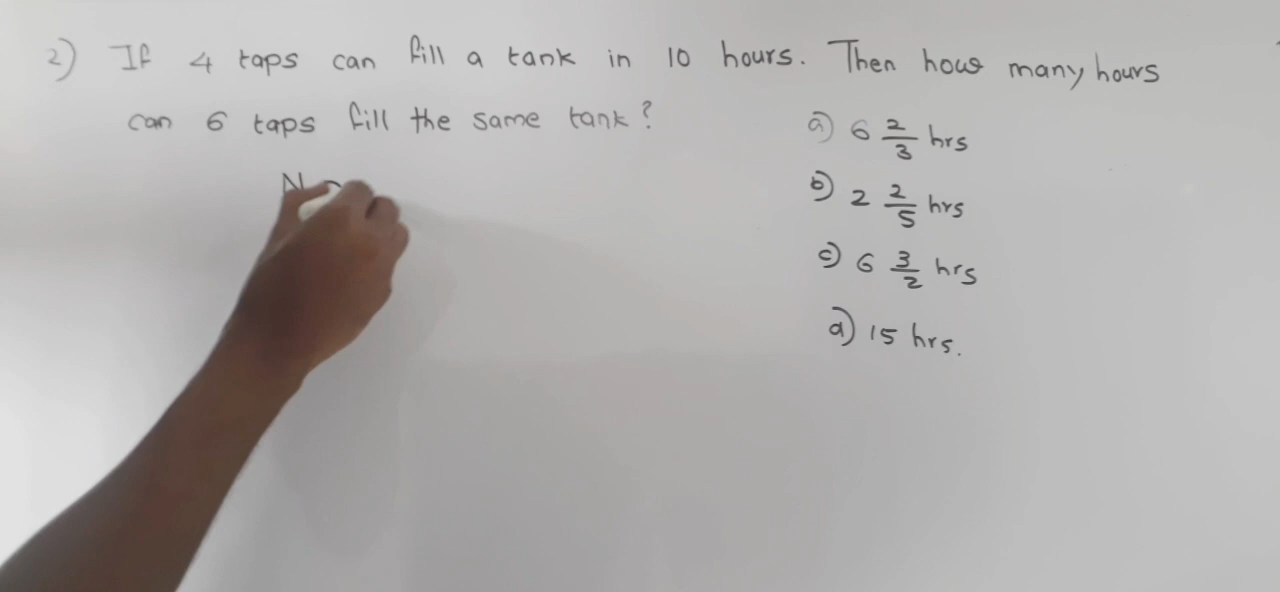 2) If 4 taps can fill a tank in 10 hours. Then how many hours
can 6 taps fill the same tank?
a) 6 2/3 hrs
b) 2 2/5 hrs
c) 6 3/2 hrs
d) 15 hrs.